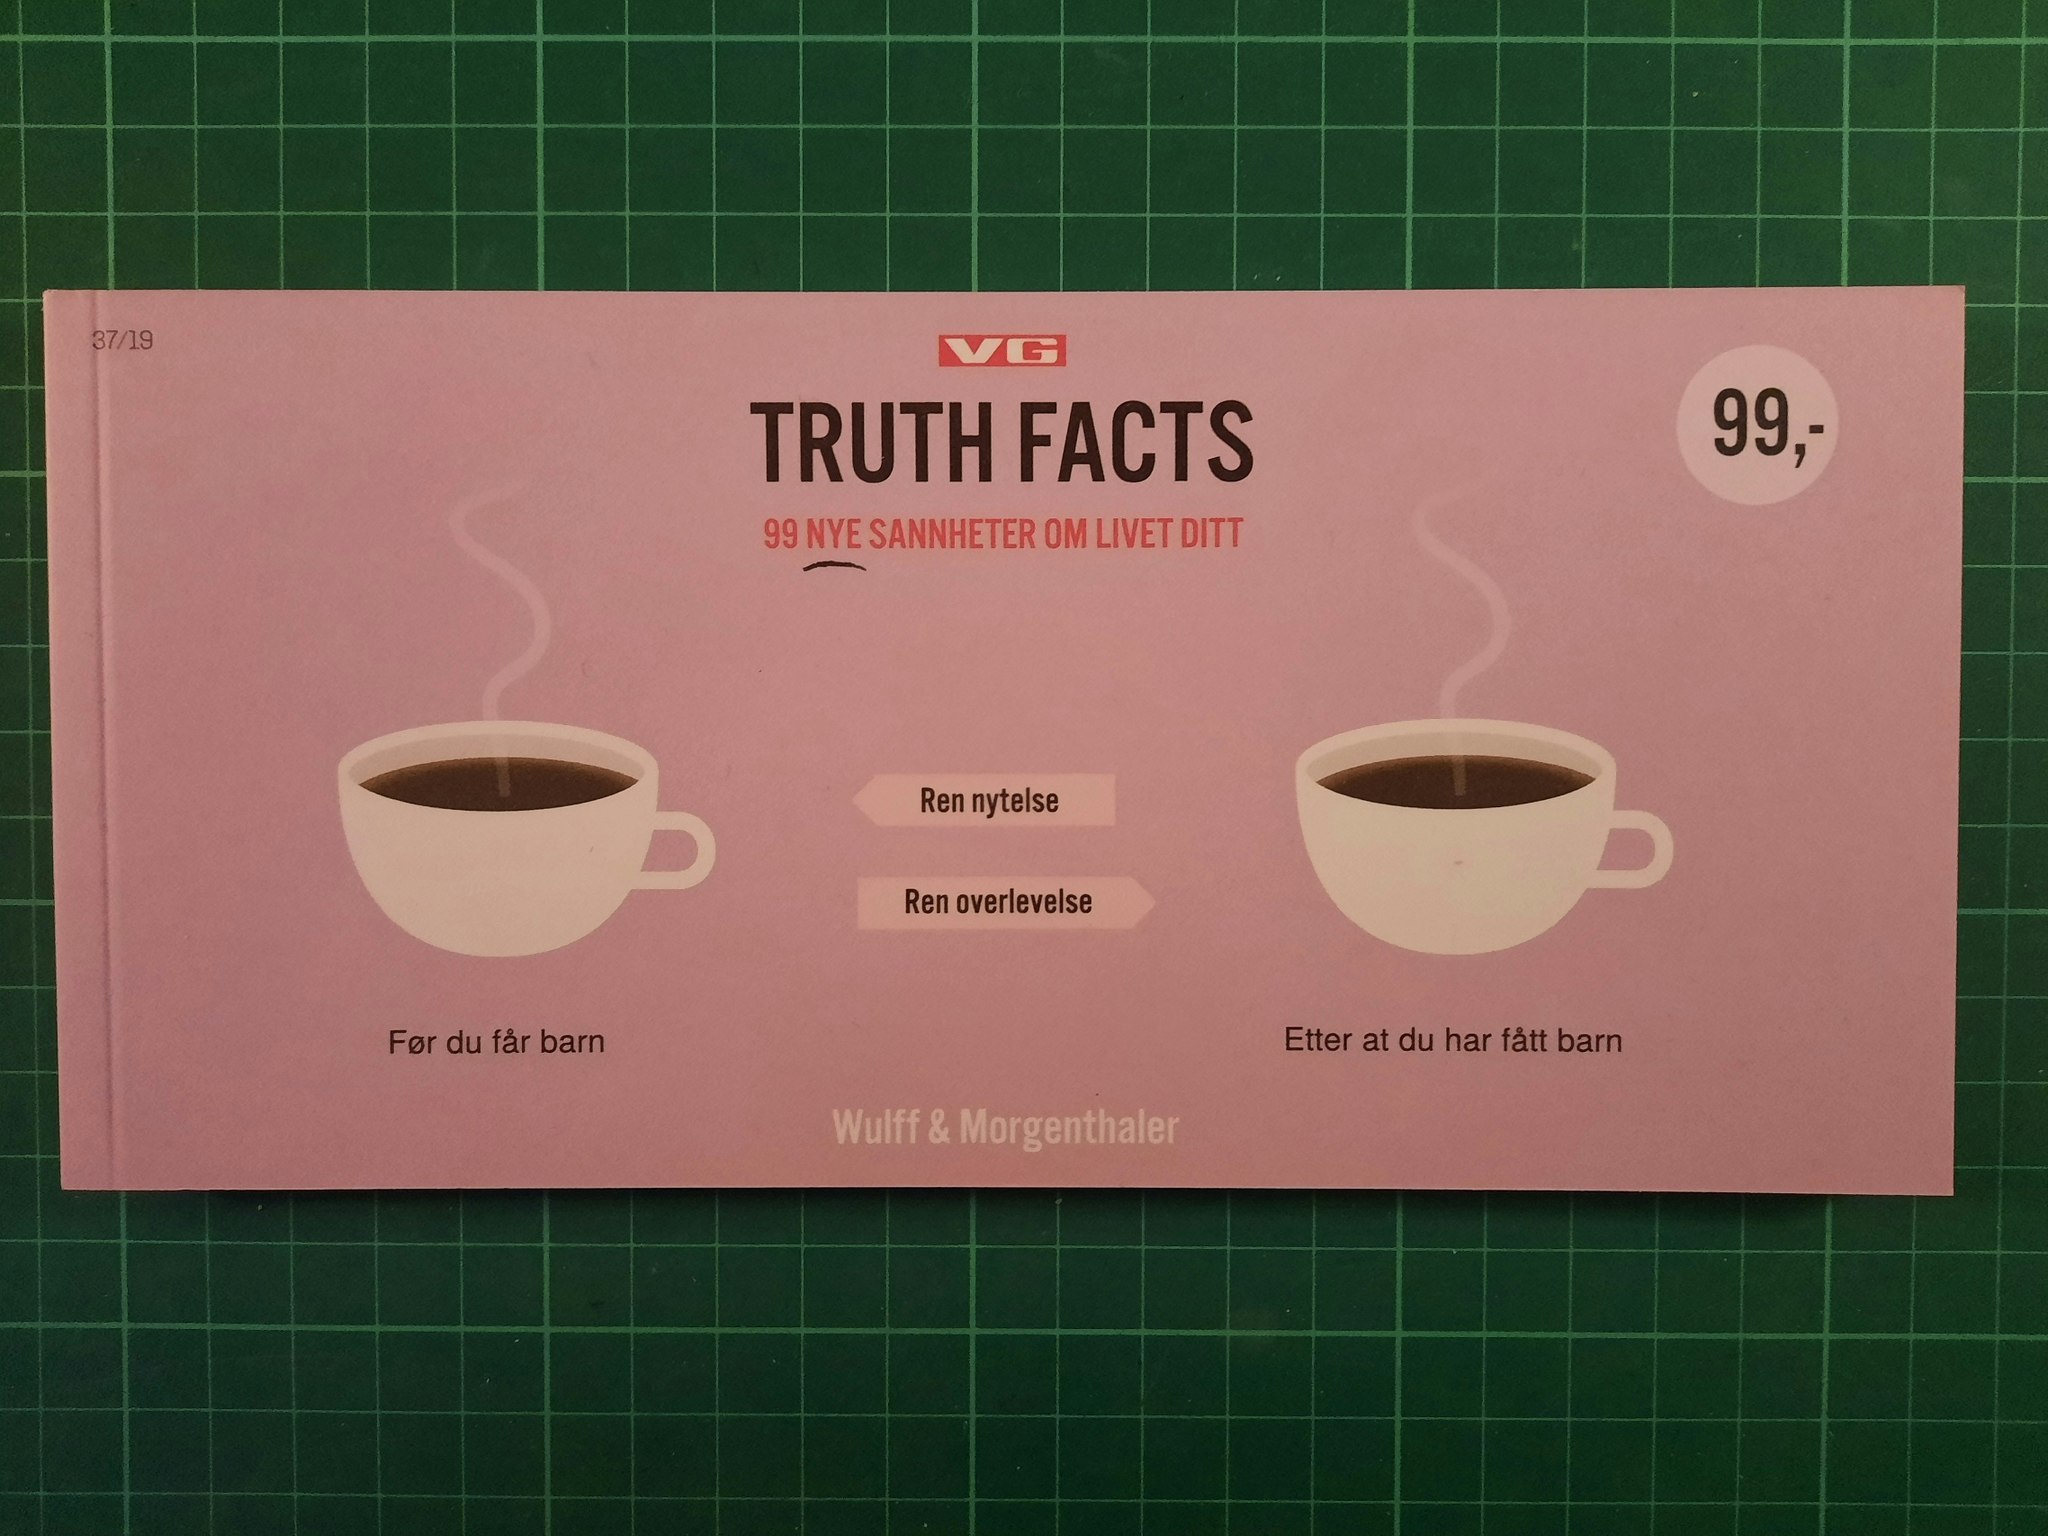 37/19
VG
TRUTH FACTS
99,-
99 NYE SANNHETER OM LIVET DITT
Ren nytelse
Ren overlevelse
Før du får barn
Etter at du har fått barn
Wulff & Morgenthaler